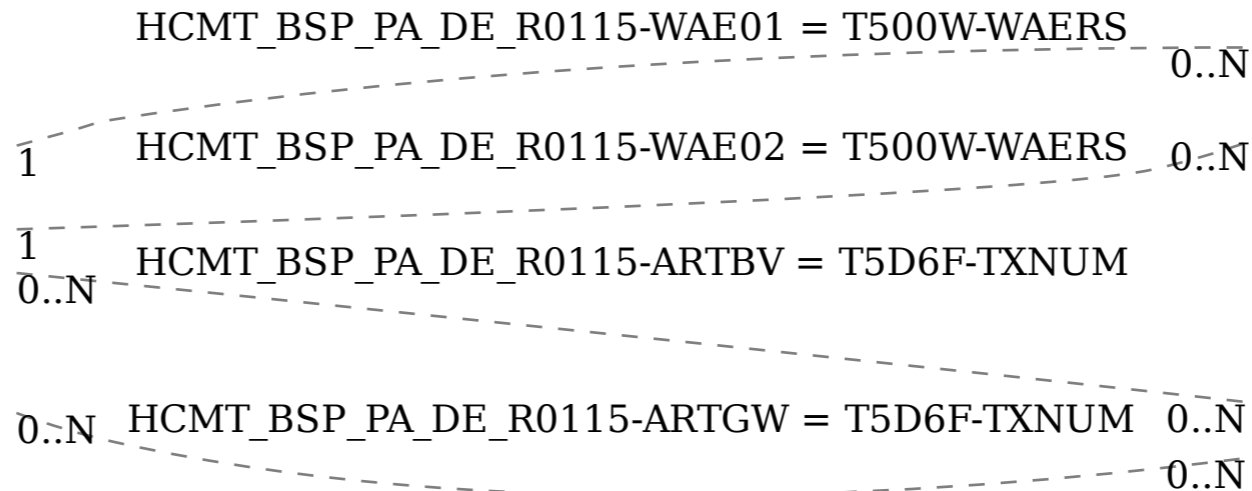 HCMT_BSP_PA_DE_R0115-WAE01 = T500W-WAERS
0..N
1
HCMT_BSP_PA_DE_R0115-WAE02 = T500W-WAERS
0..N
1
HCMT_BSP_PA_DE_R0115-ARTBV = T5D6F-TXNUM
0..N
0..N
HCMT_BSP_PA_DE_R0115-ARTGW = T5D6F-TXNUM
0..N
0..N